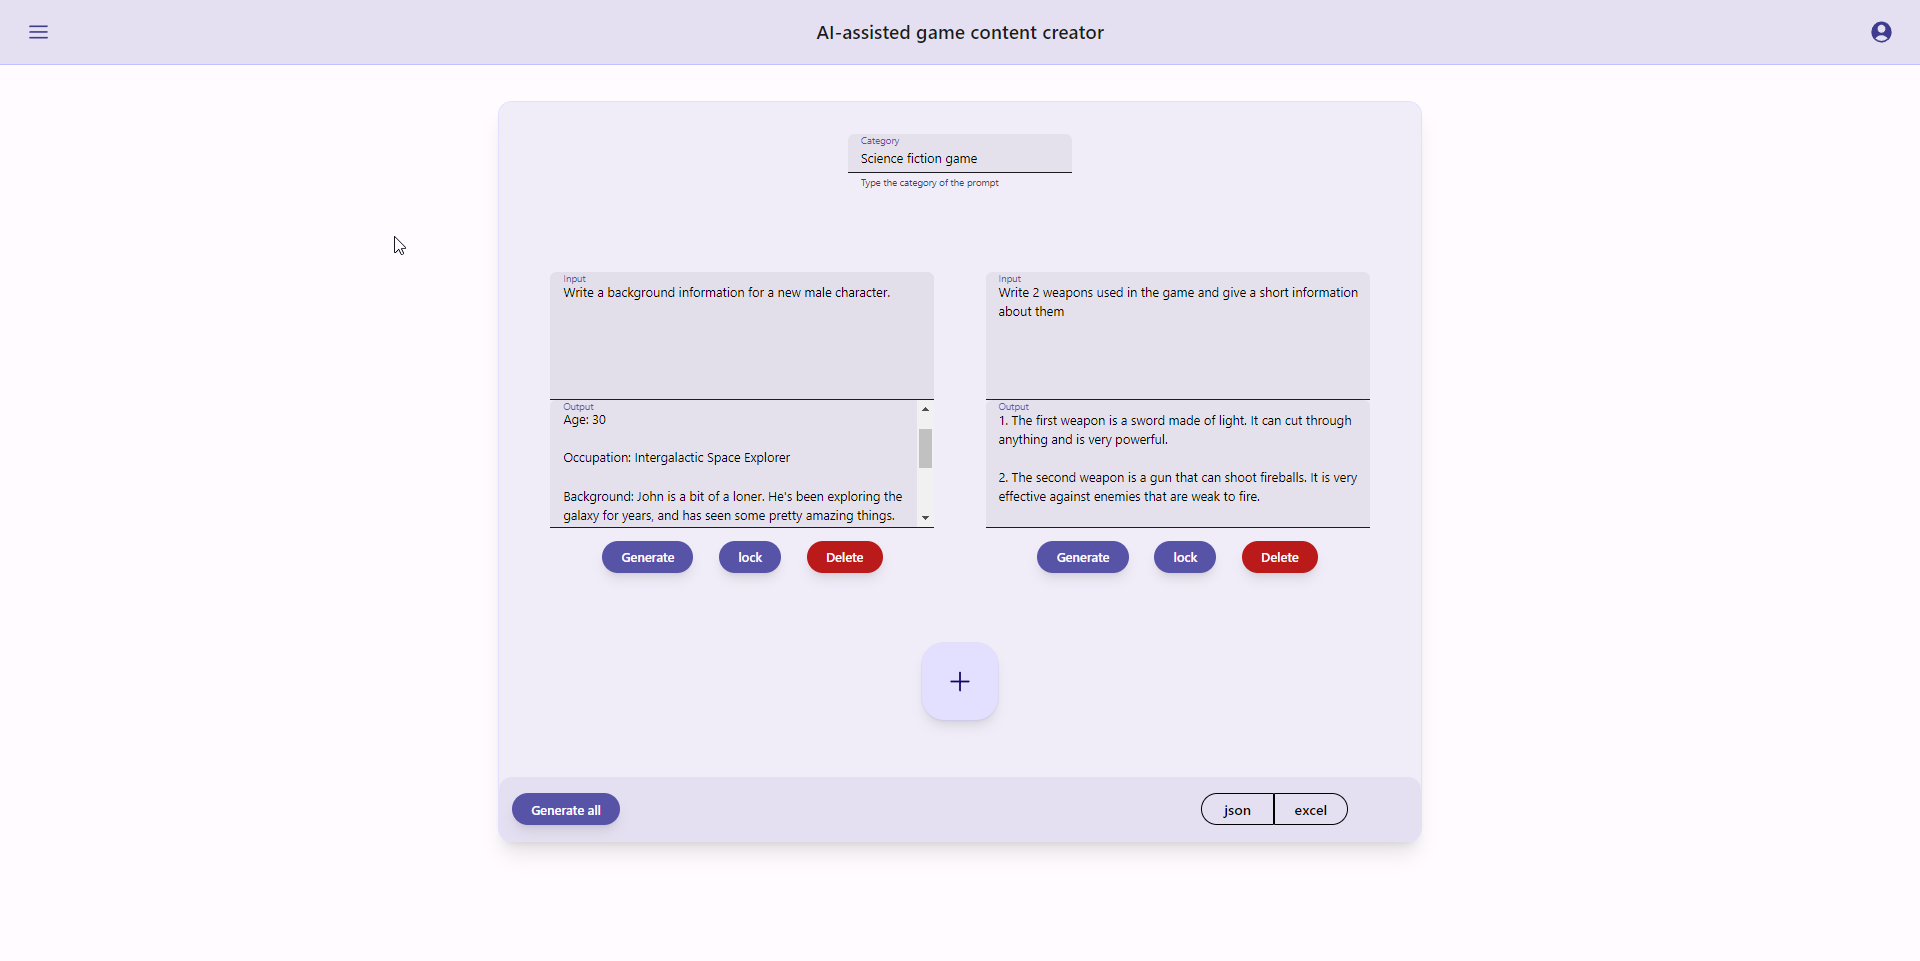 AI-assisted game content creator
Category
Science fiction game
Type the category of the prompt
Input
Write a background information for a new male character.
Output
Age: 30
Occupation: Intergalactic Space Explorer
Background: John is a bit of a loner. He's been exploring the
galaxy for years, and has seen some pretty amazing things.
Generate
lock
Delete
Input
Write 2 weapons used in the game and give a short information
about them
Output
1. The first weapon is a sword made of light. It can cut through
anything and is very powerful.
2. The second weapon is a gun that can shoot fireballs. It is very
effective against enemies that are weak to fire.
Generate
lock
Delete
+
Generate all
json
excel